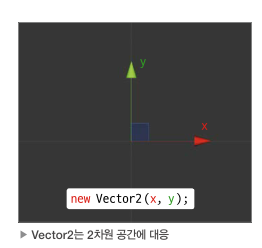 y
x
new Vector2(x, y);
▶ Vector2는 2차원 공간에 대응